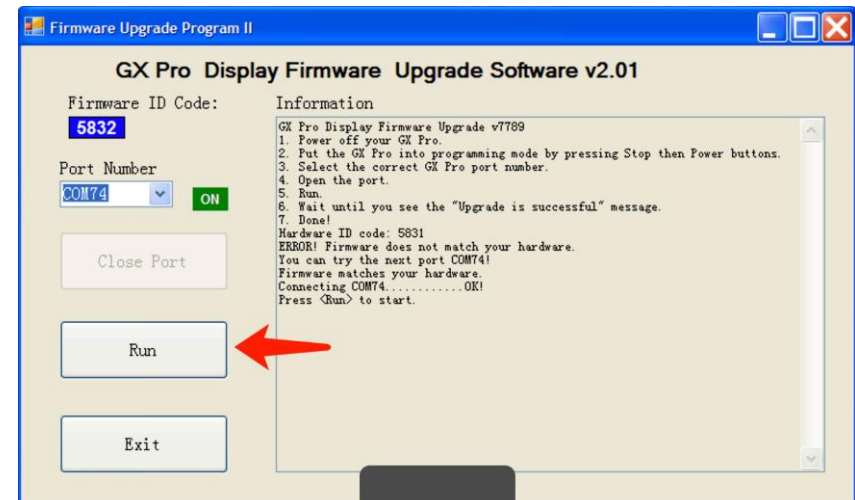 Firmware Upgrade Program II
GX Pro Display Firmware Upgrade Software v2.01
Firmware ID Code:
5832
Port Number
COM74
ON
Close Port
Run
Exit
Information
GX Pro Display Firmware Upgrade v7789
1. Power off your GX Pro.
2. Put the GX Pro into programming mode by pressing Stop then Power buttons.
3. Select the correct GX Pro port number.
4. Open the port.
5. Run.
6. Wait until you see the "Upgrade is successful" message.
7. Done!
Hardware ID code: 5831
ERROR! Firmware does not match your hardware.
You can try the next port COM74!
Firmware matches your hardware.
Connecting COM74............OK!
Press <Run> to start.